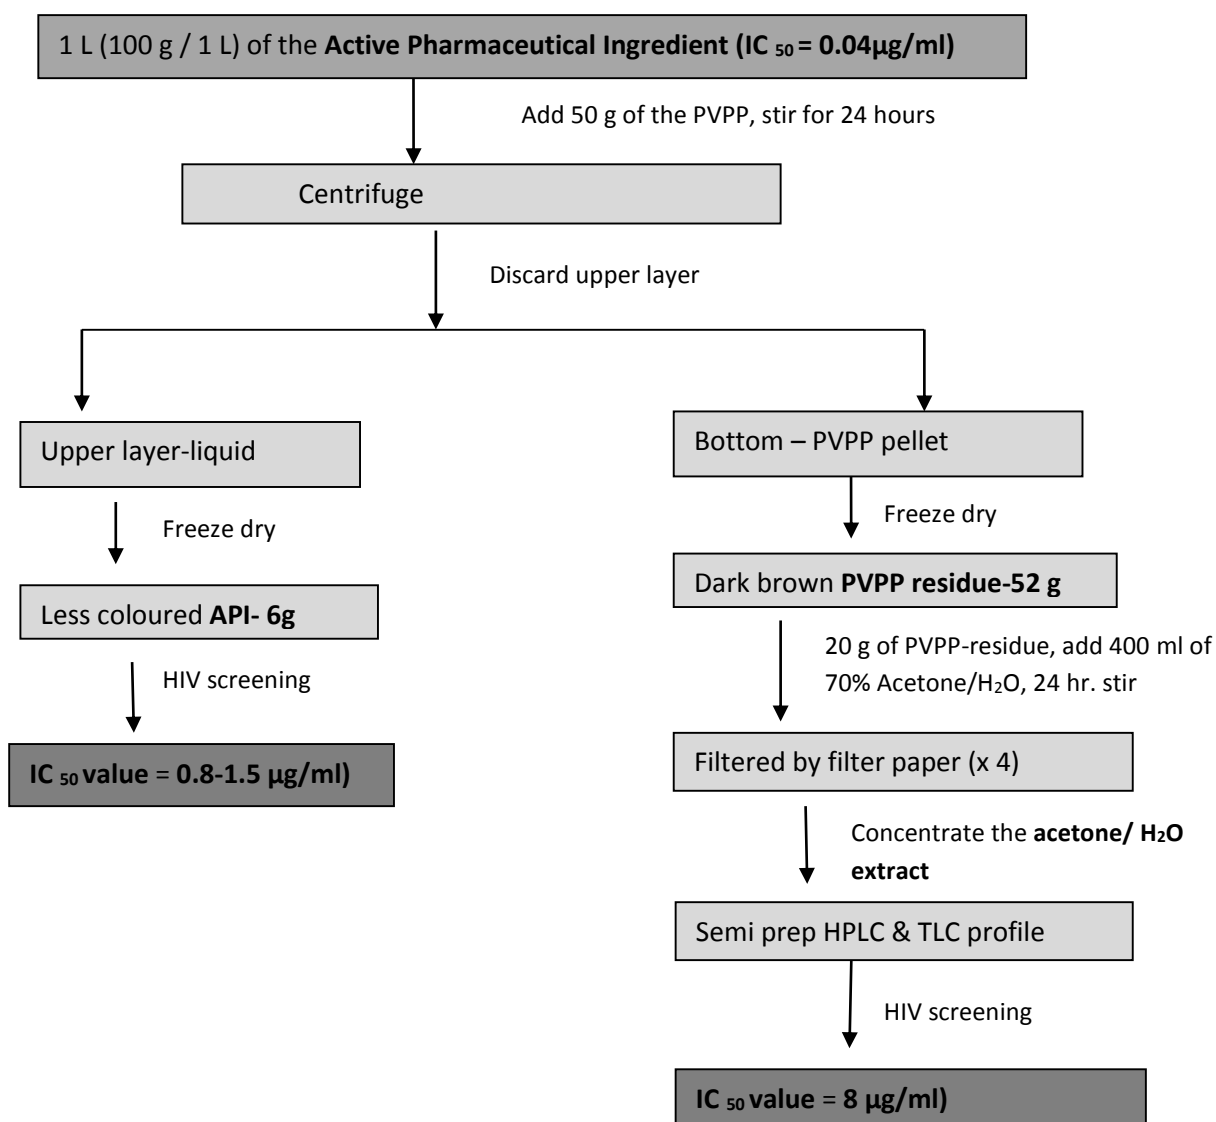 1 L (100 g / 1 L) of the Active Pharmaceutical Ingredient (IC 50 = 0.04µg/ml)
Add 50 g of the PVPP, stir for 24 hours
Centrifuge
Discard upper layer
Upper layer-liquid
Freeze dry
Less coloured API- 6g
HIV screening
IC 50 value = 0.8-1.5 µg/ml)
Bottom – PVPP pellet
Freeze dry
Dark brown PVPP residue-52 g
20 g of PVPP-residue, add 400 ml of
70% Acetone/H2O, 24 hr. stir
Filtered by filter paper (x 4)
Concentrate the acetone/ H2O
extract
Semi prep HPLC & TLC profile
HIV screening
IC 50 value = 8 µg/ml)